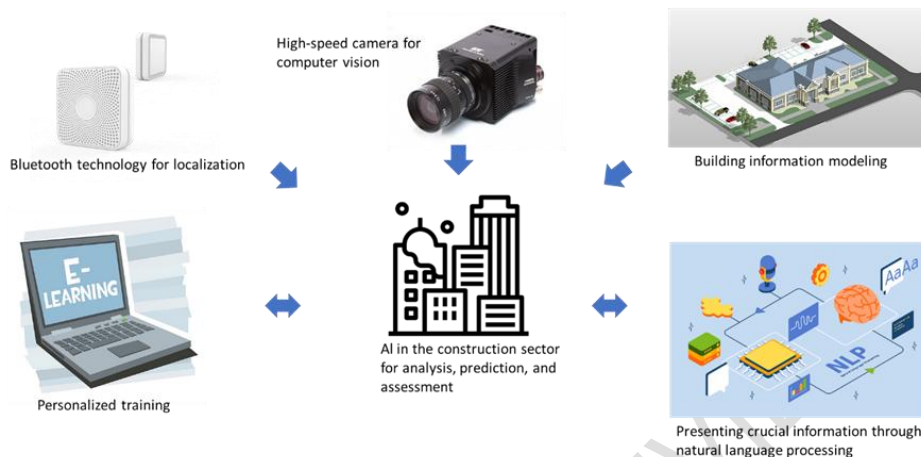 High-speed camera for
computer vision
Bluetooth technology for localization
Building information modeling
E-
LEARNING
AaAa
NLP
AI in the construction sector
for analysis, prediction, and
assessment
Personalized training
Presenting crucial information through
natural language processing